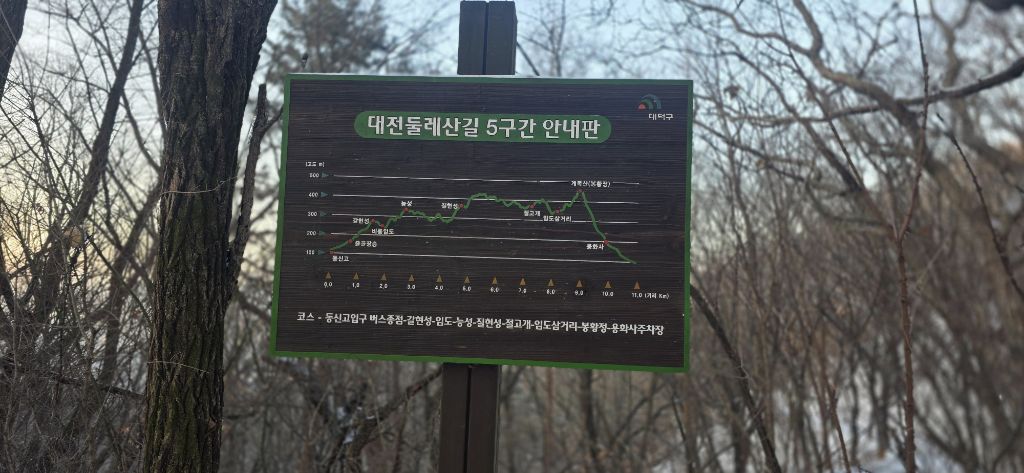 대덕구
대전둘레산길 5구간 안내판
(고도 m)
500
400
300
200
100
계족산(봉황정)
능성
질현성
갈현성
절고개
임도삼거리
비룡임도
용화사
동신고
0.0 1.0 2.0 3.0 4.0 5.0 6.0 7.0 8.0 9.0 10.0 11.0 (거리 Km)
코스 - 동신고입구 버스종점-갈현성-임도-능성-질현성-절고개-임도삼거리-봉황정-용화사주차장